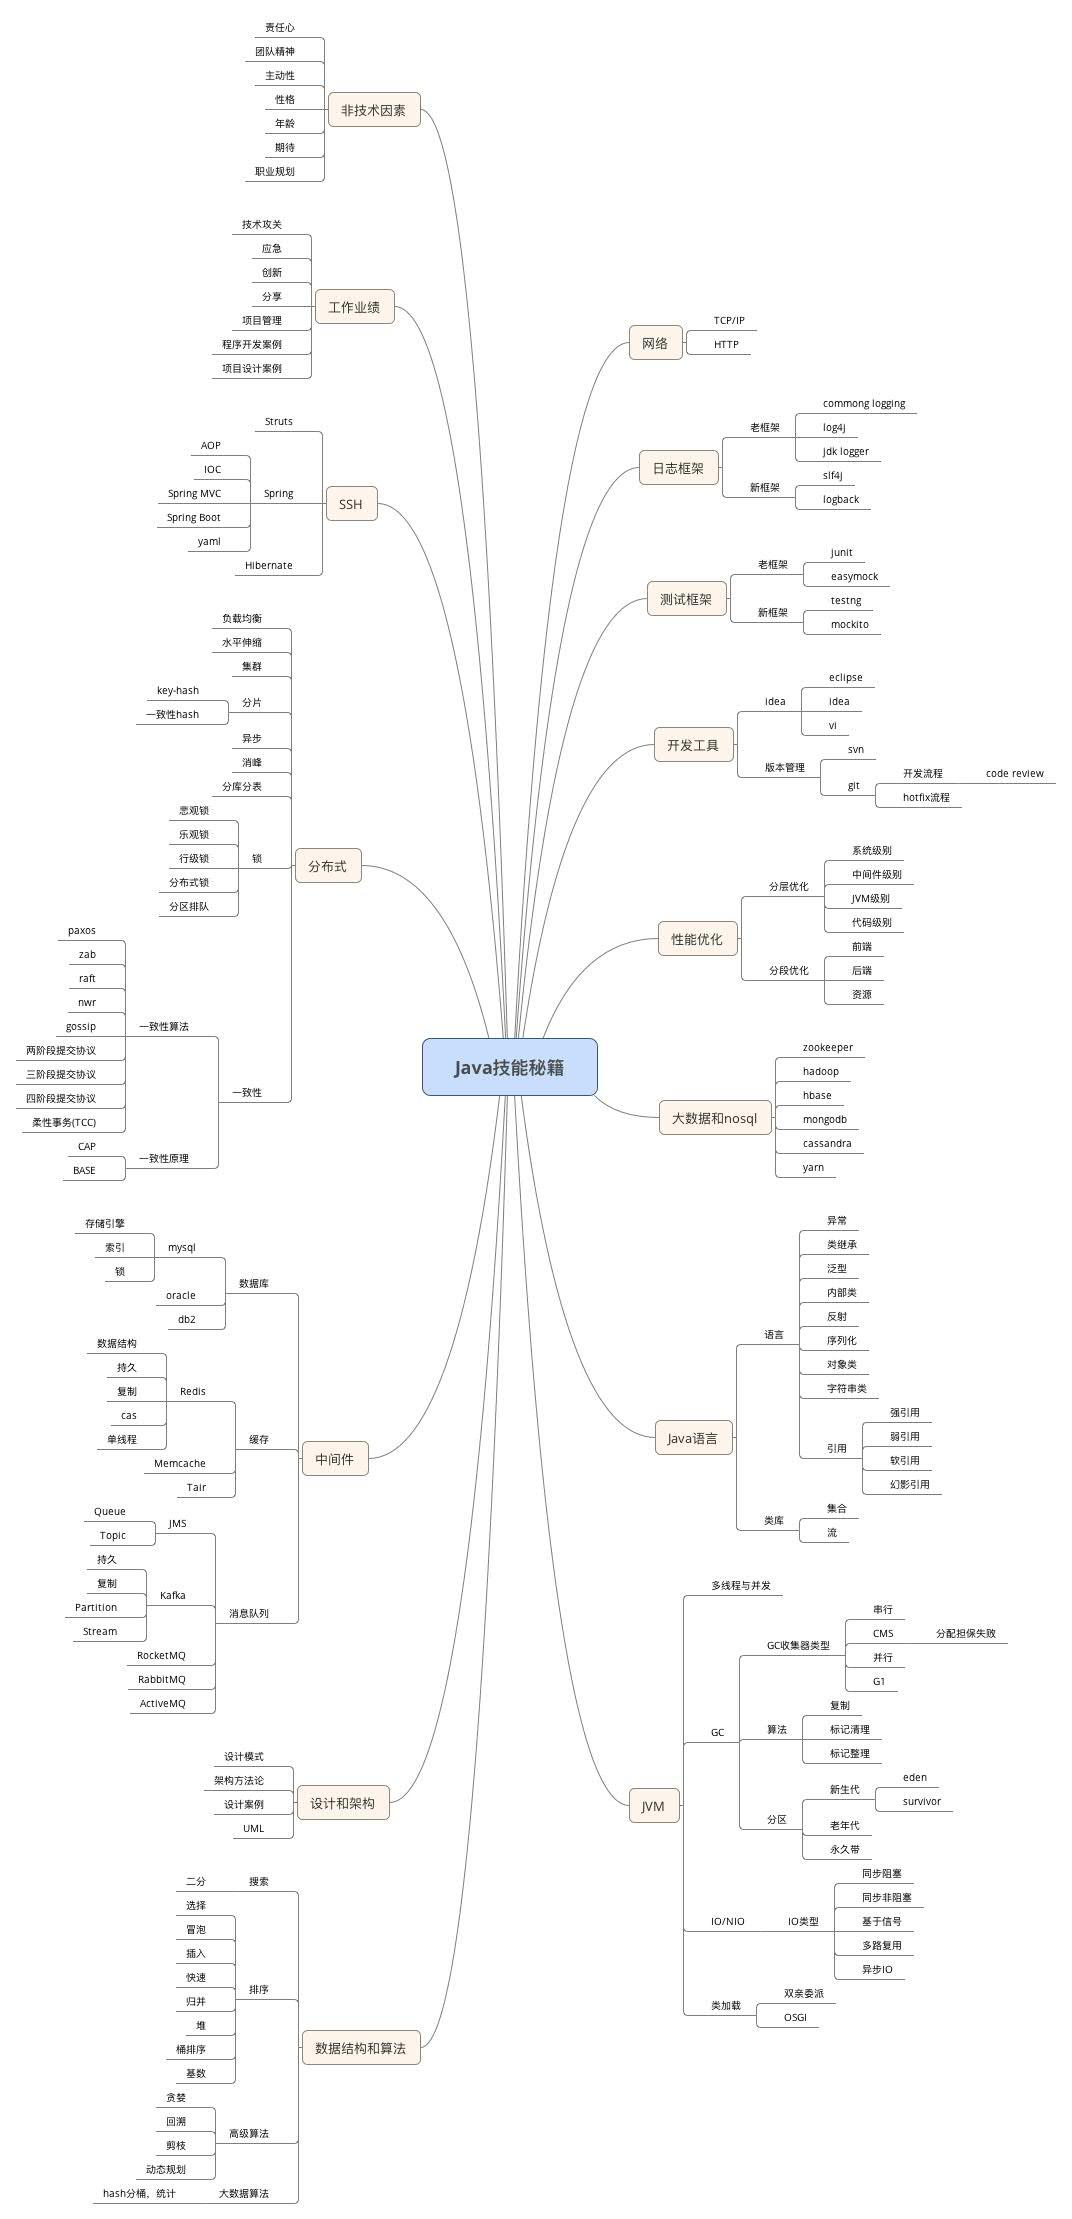 Java技能秘籍
非技术因素
责任心
团队精神
主动性
性格
年龄
期待
职业规划
工作业绩
技术攻关
应急
创新
分享
项目管理
程序开发案例
项目设计案例
SSH
Struts
Spring
AOP
IOC
Spring MVC
Spring Boot
yaml
Hibernate
分布式
负载均衡
水平伸缩
集群
分片
key-hash
一致性hash
异步
消峰
分库分表
锁
悲观锁
乐观锁
行级锁
分布式锁
分区排队
一致性
一致性算法
paxos
zab
raft
nwr
gossip
两阶段提交协议
三阶段提交协议
四阶段提交协议
柔性事务(TCC)
一致性原理
CAP
BASE
中间件
数据库
mysql
存储引擎
索引
锁
oracle
db2
缓存
Redis
数据结构
持久
复制
cas
单线程
Memcache
Tair
消息队列
JMS
Queue
Topic
Kafka
持久
复制
Partition
Stream
RocketMQ
RabbitMQ
ActiveMQ
设计和架构
设计模式
架构方法论
设计案例
UML
数据结构和算法
搜索
二分
排序
选择
冒泡
插入
快速
归并
堆
桶排序
基数
高级算法
贪婪
回溯
剪枝
动态规划
大数据算法
hash分桶，统计
网络
TCP/IP
HTTP
日志框架
老框架
commong logging
log4j
jdk logger
新框架
slf4j
logback
测试框架
老框架
junit
easymock
新框架
testng
mockito
开发工具
idea
eclipse
idea
vi
版本管理
svn
git
开发流程
code review
hotfix流程
性能优化
分层优化
系统级别
中间件级别
JVM级别
代码级别
分段优化
前端
后端
资源
大数据和nosql
zookeeper
hadoop
hbase
mongodb
cassandra
yarn
Java语言
语言
异常
类继承
泛型
内部类
反射
序列化
对象类
字符串类
引用
强引用
弱引用
软引用
幻影引用
类库
集合
流
JVM
多线程与并发
GC
GC收集器类型
串行
CMS
分配担保失败
并行
G1
算法
复制
标记清理
标记整理
分区
新生代
eden
survivor
老年代
永久带
IO/NIO
IO类型
同步阻塞
同步非阻塞
基于信号
多路复用
异步IO
类加载
双亲委派
OSGI